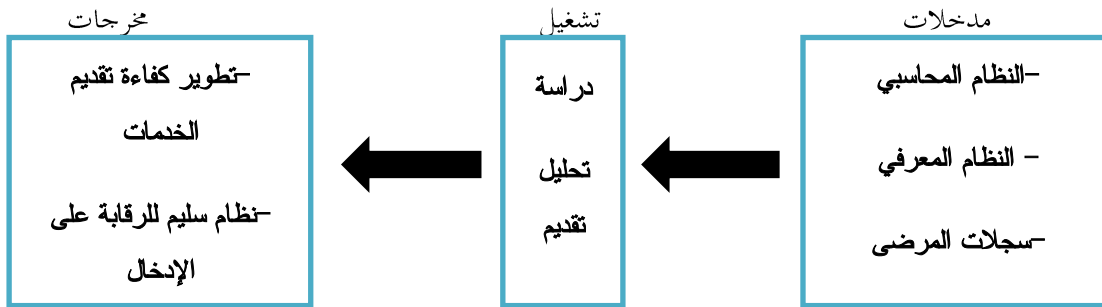 مدخلات
–النظام المحاسبي
– النظام المعرفي
–سجلات المرضى
تشغيل
دراسة
تحليل
تقديم
مخرجات
–تطوير كفاءة تقديم
الخدمات
–نظام سليم للرقابة على
الإدخال